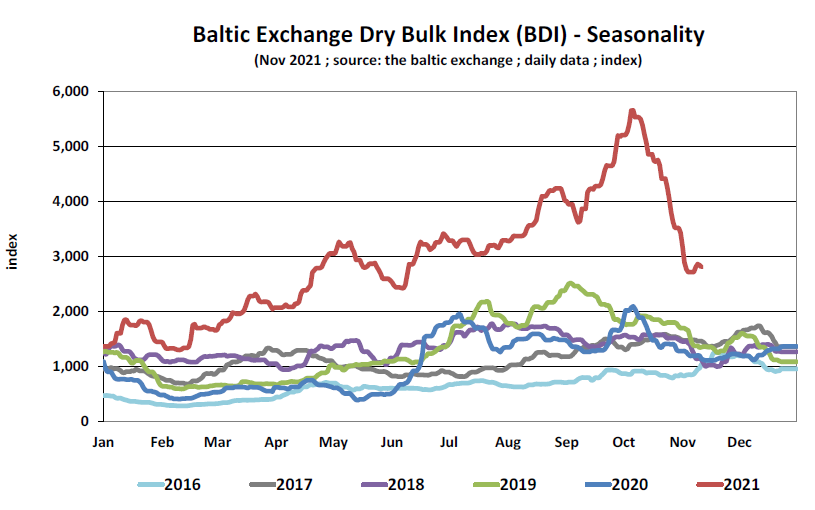 Baltic Exchange Dry Bulk Index (BDI) - Seasonality
(Nov 2021 ; source: the baltic exchange ; daily data ; index)
6,000
5,000
4,000
3,000
2,000
1,000
0
index
Jan Feb Mar Apr May Jun Jul Aug Sep Oct Nov Dec
2016 2017 2018 2019 2020 2021